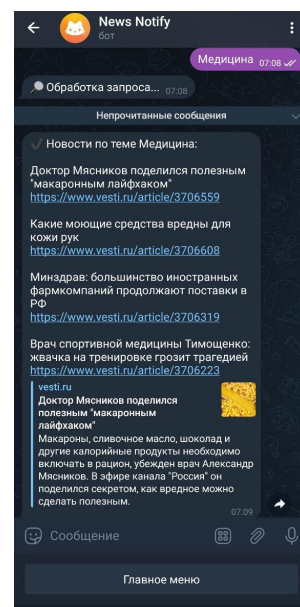 News Notify
бот
Медицина 07:08
Обработка запроса... 07:08
Непрочитанные сообщения
Новости по теме Медицина:
Доктор Мясников поделился полезным
"макаронным лайфхаком"
https://www.vesti.ru/article/3706559
Какие моющие средства вредны для
кожи рук
https://www.vesti.ru/article/3706608
Минздрав: большинство иностранных
фармкомпаний продолжают поставки в
РФ
https://www.vesti.ru/article/3706319
Врач спортивной медицины Тимощенко:
жвачка на тренировке грозит трагедией
https://www.vesti.ru/article/3706223
vesti.ru
Доктор Мясников поделился
полезным "макаронным
лайфхаком"
Макароны, сливочное масло, шоколад и
другие калорийные продукты необходимо
включать в рацион, убежден врач Александр
Мясников. В эфире канала "Россия" он
поделился секретом, как вредное можно
сделать полезным.
07:09
Сообщение
Главное меню